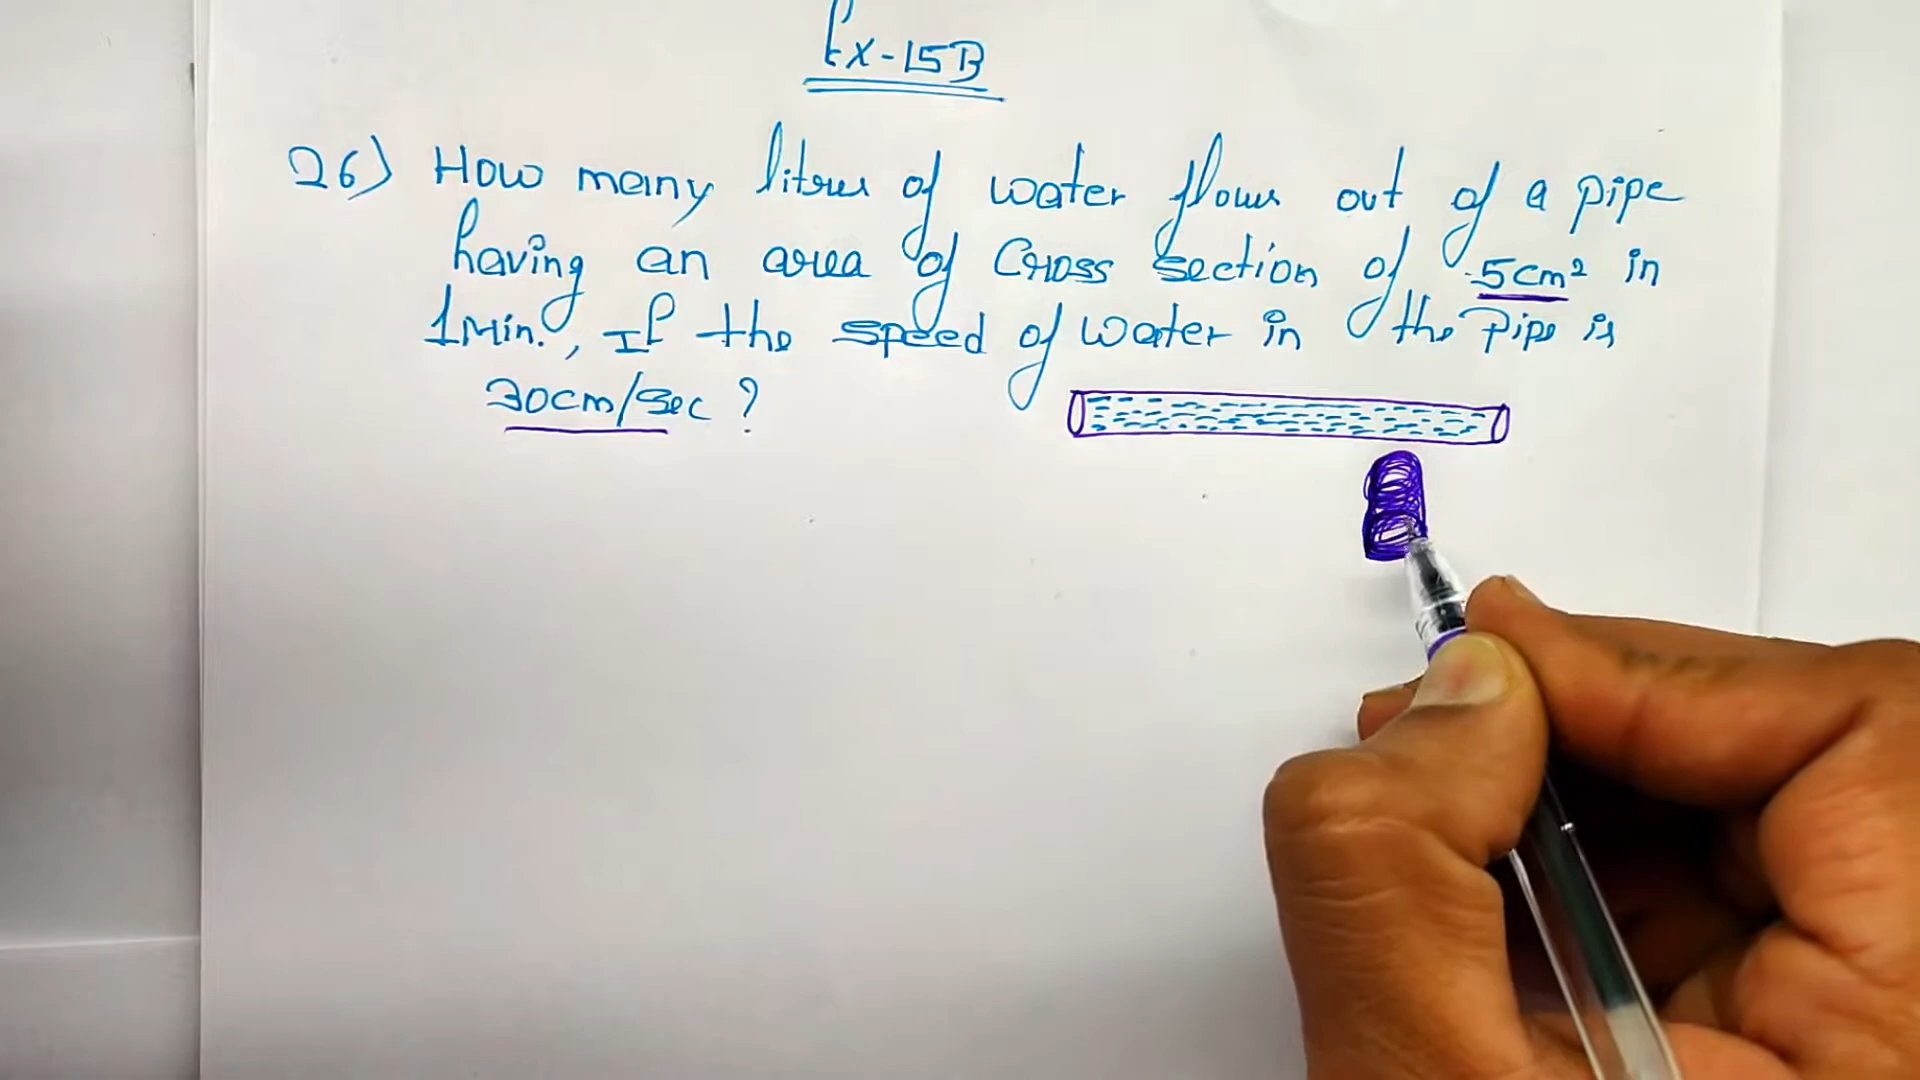 Ex-15B
26) How many litres of water flows out of a pipe
having an area of Cross section of 5cm² in
1Min., If the speed of water in the pipe is
30cm/sec ?